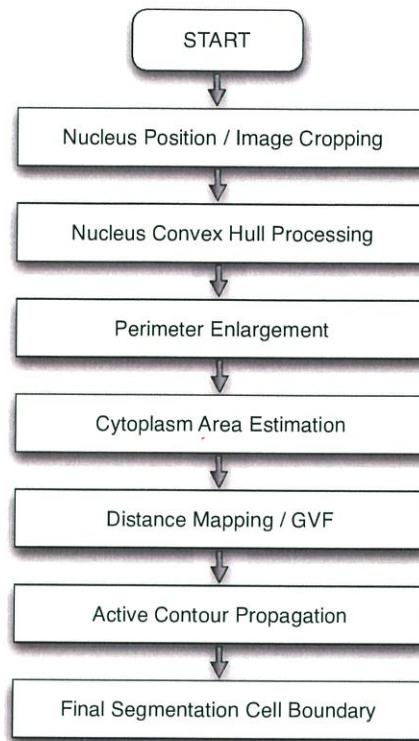 START
Nucleus Position / Image Cropping
Nucleus Convex Hull Processing
Perimeter Enlargement
Cytoplasm Area Estimation
Distance Mapping / GVF
Active Contour Propagation
Final Segmentation Cell Boundary